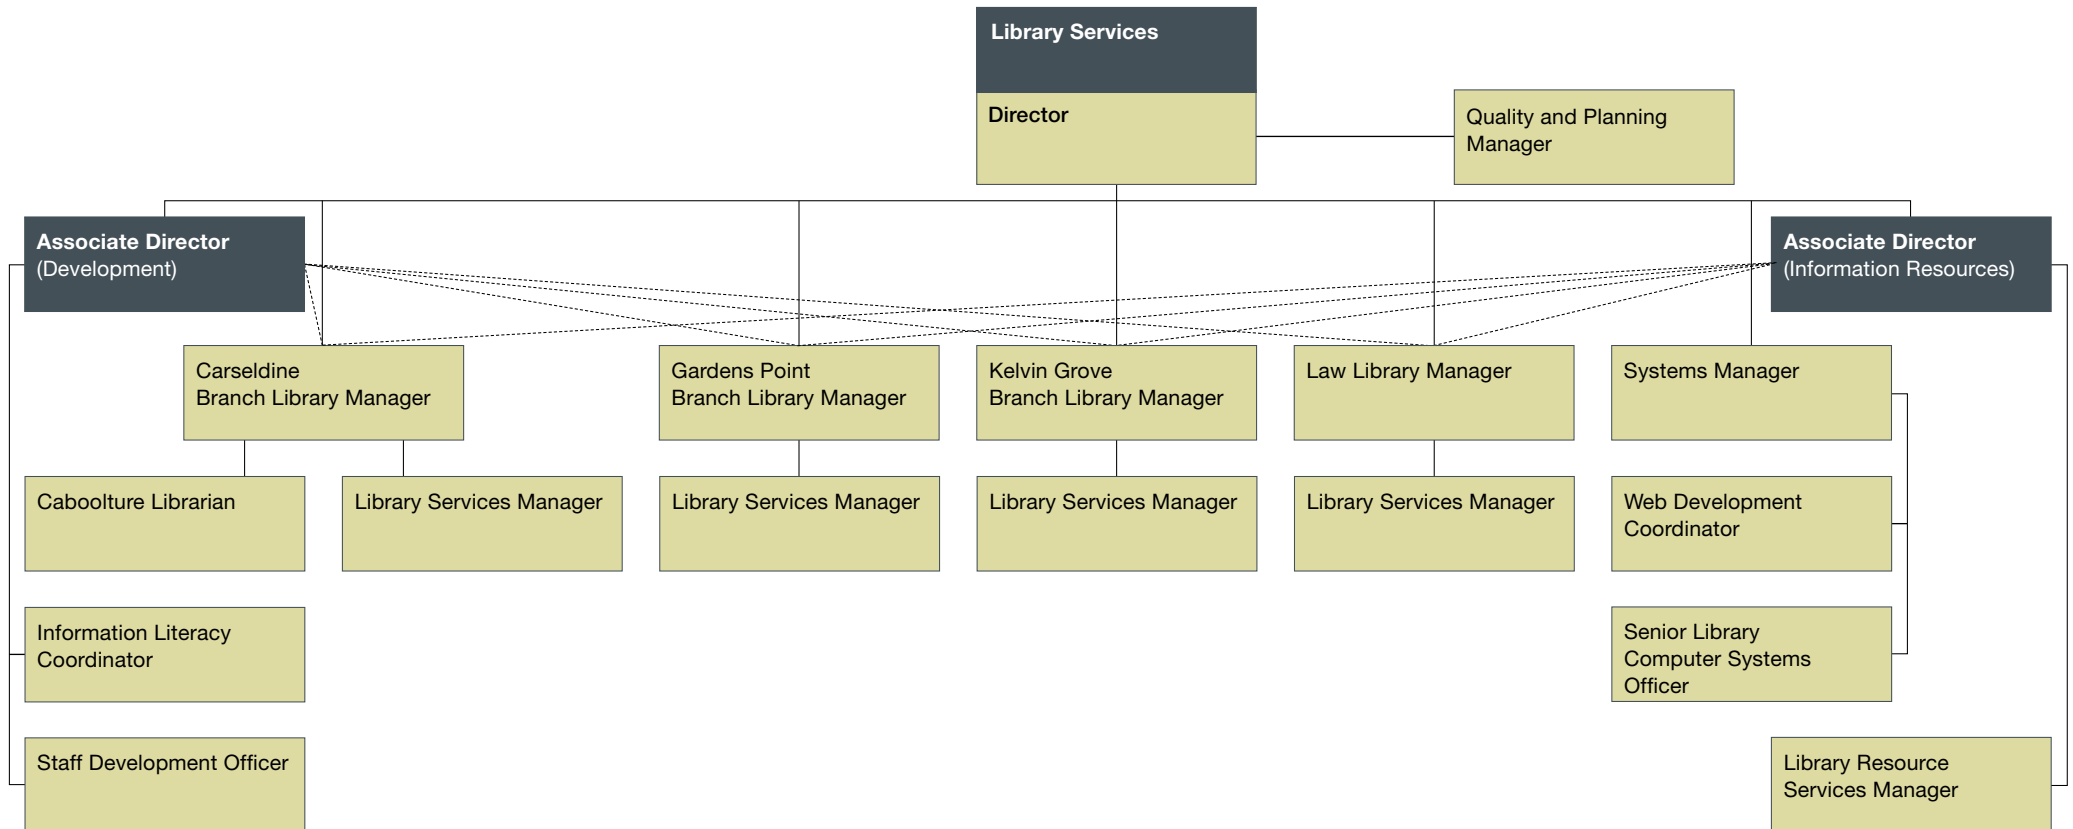 Library Services
Director
Quality and Planning
Manager
Associate Director
(Development)
Associate Director
(Information Resources)
Carseldine
Branch Library Manager
Gardens Point
Branch Library Manager
Kelvin Grove
Branch Library Manager
Law Library Manager
Systems Manager
Caboolture Librarian
Library Services Manager
Library Services Manager
Library Services Manager
Library Services Manager
Web Development
Coordinator
Information Literacy
Coordinator
Senior Library
Computer Systems
Officer
Staff Development Officer
Library Resource
Services Manager